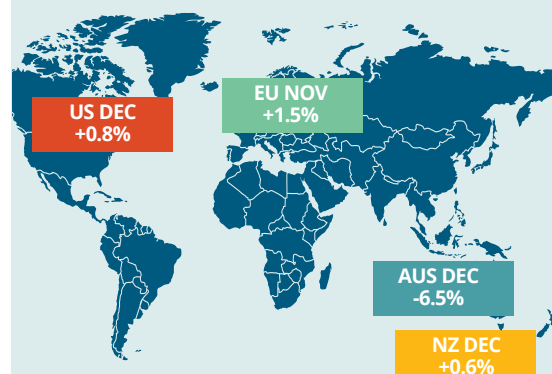 US DEC
+0.8%
EU NOV
+1.5%
AUS DEC
-6.5%
NZ DEC
+0.6%